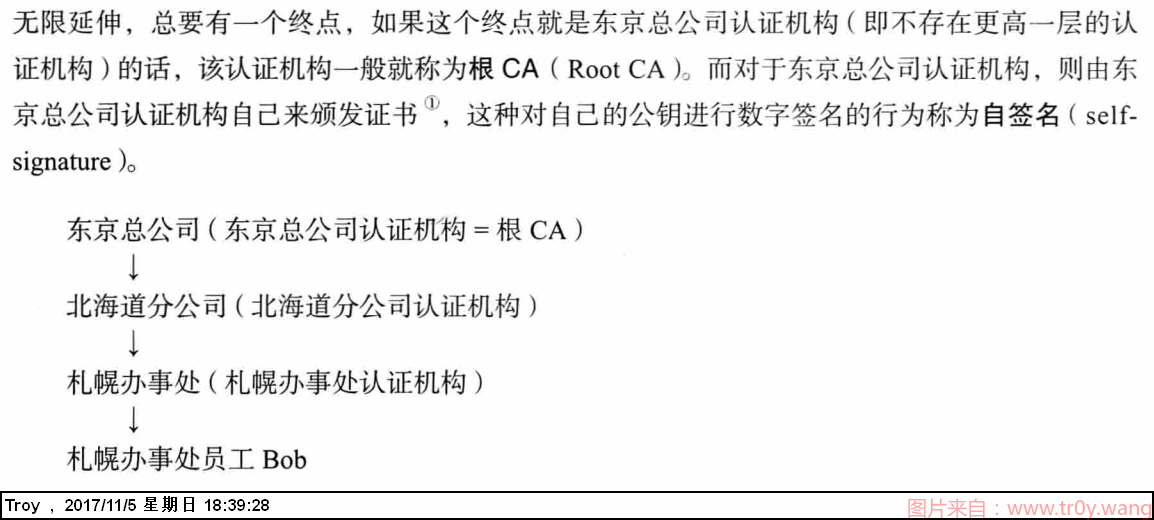 无限延伸，总要有一个终点，如果这个终点就是东京总公司认证机构（即不存在更高一层的认
证机构）的话，该认证机构一般就称为根 CA（Root CA）。而对于东京总公司认证机构，则由东
京总公司认证机构自己来颁发证书①，这种对自己的公钥进行数字签名的行为称为自签名（self-
signature）。
东京总公司（东京总公司认证机构 = 根 CA）
↓
北海道分公司（北海道分公司认证机构）
↓
札幌办事处（札幌办事处认证机构）
↓
札幌办事处员工 Bob
Troy , 2017/11/5 星期日 18:39:28
图片来自：www.tr0y.wang